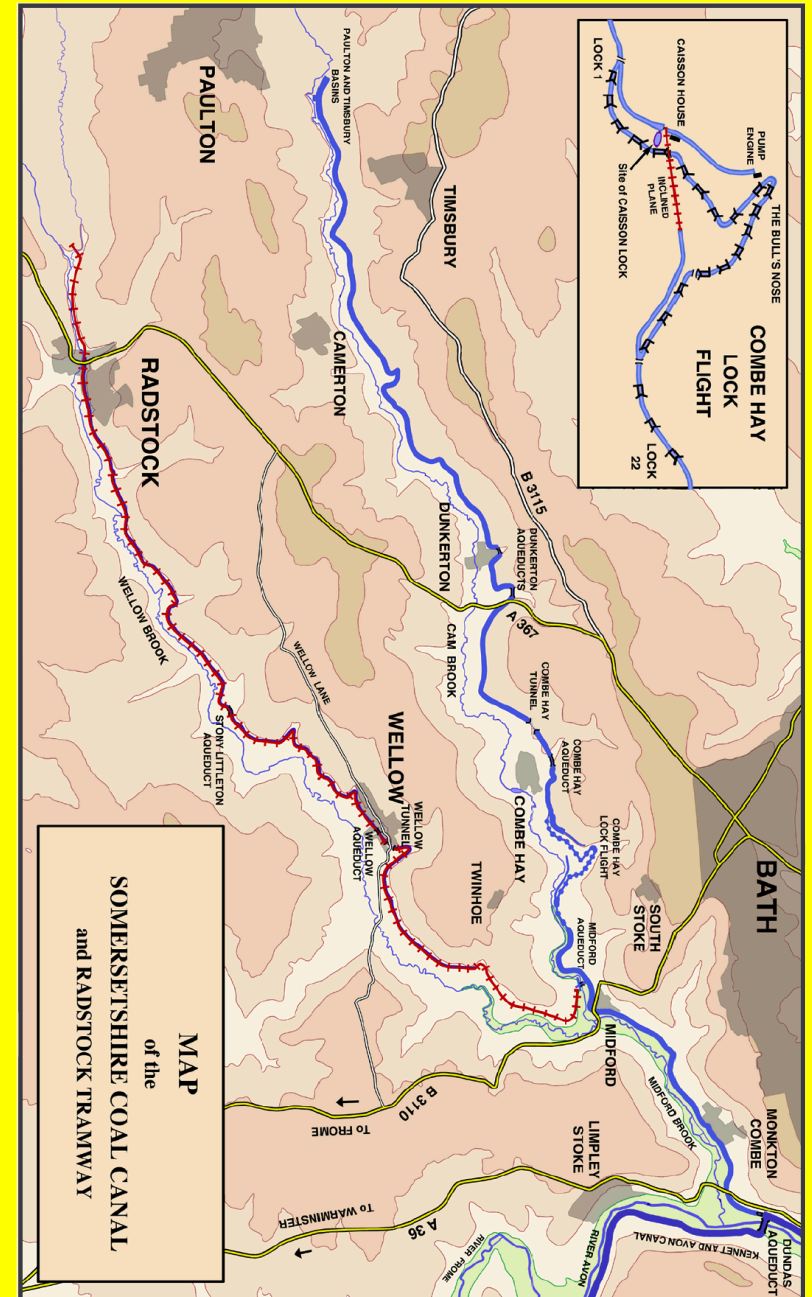 LOCK 1
CAISSON HOUSE
PUMP
ENGINE
THE BULL'S NOSE
INCLINED
PLANE
Site of CAISSON LOCK
COMBE HAY
LOCK
FLIGHT
LOCK
22
PAULTON
PAULTON AND TIMSBURY
BASINS
TIMSBURY
CAMERTON
RADSTOCK
B 3115
DUNKERTON
DUNKERTON
AQUEDUCTS
A 367
CAM BROOK
WELLOW BROOK
WELLOW LANE
STONY LITTLETON
AQUEDUCT
COMBE HAY
TUNNEL
COMBE HAY
AQUEDUCT
COMBE HAY
COMBE HAY
LOCK FLIGHT
WELLOW
WELLOW
TUNNEL
WELLOW
AQUEDUCT
TWINHOE
SOUTH
STOKE
BATH
MIDFORD
AQUEDUCT
MIDFORD
MIDFORD BROOK
MONKTON
COMBE
B 3110
To FROME
LIMPLEY
STOKE
A 36
To WARMINSTER
RIVER FROME
RIVER AVON
KENNET AND AVON CANAL
DUNDAS
AQUEDUCT
MAP
of the
SOMERSETSHIRE COAL CANAL
and RADSTOCK TRAMWAY